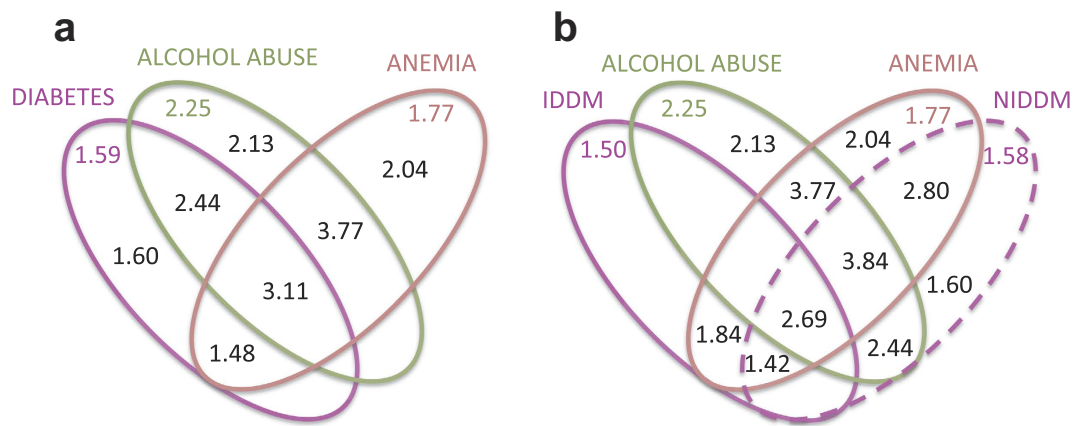 a
b
ALCOHOL ABUSE
ANEMIA
DIABETES
2.25
1.77
2.13
1.59
2.04
2.44
3.77
1.60
3.11
1.48
ALCOHOL ABUSE
ANEMIA
IDDM
NIDDM
2.25
1.77
2.13
2.04
1.50
1.58
3.77
2.80
3.84
1.60
2.69
1.84
2.44
1.42